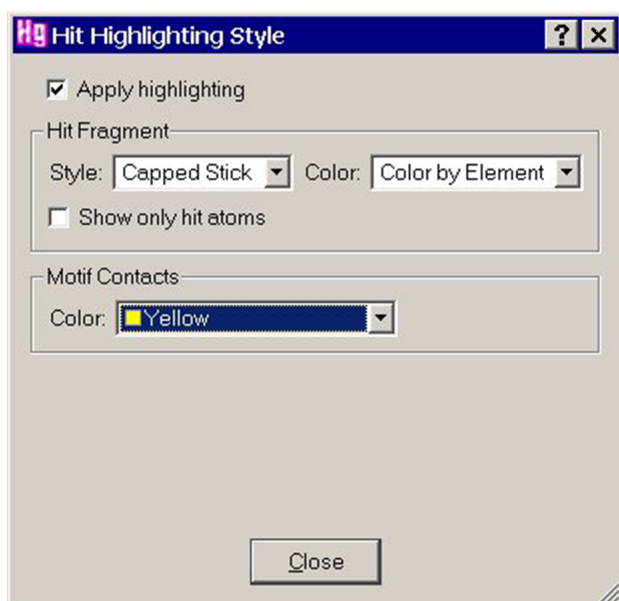 Hg Hit Highlighting Style ? ×
Apply highlighting
Hit Fragment
Style: Capped Stick Color: Color by Element
Show only hit atoms
Motif Contacts
Color: Yellow
Close